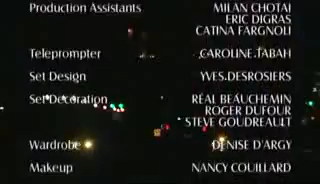 Production Assistants MILAN CHOTAI
ERIC DIGRAS
CATINA FARGNOLI
Teleprompter CAROLINE TABAH
Set Design YVES DESROSIERS
Set Decoration RÉAL BEAUCHEMIN
ROGER DUFOUR
STEVE GOUDREAULT
Wardrobe DENISE D'ARGY
Makeup NANCY COUILLARD